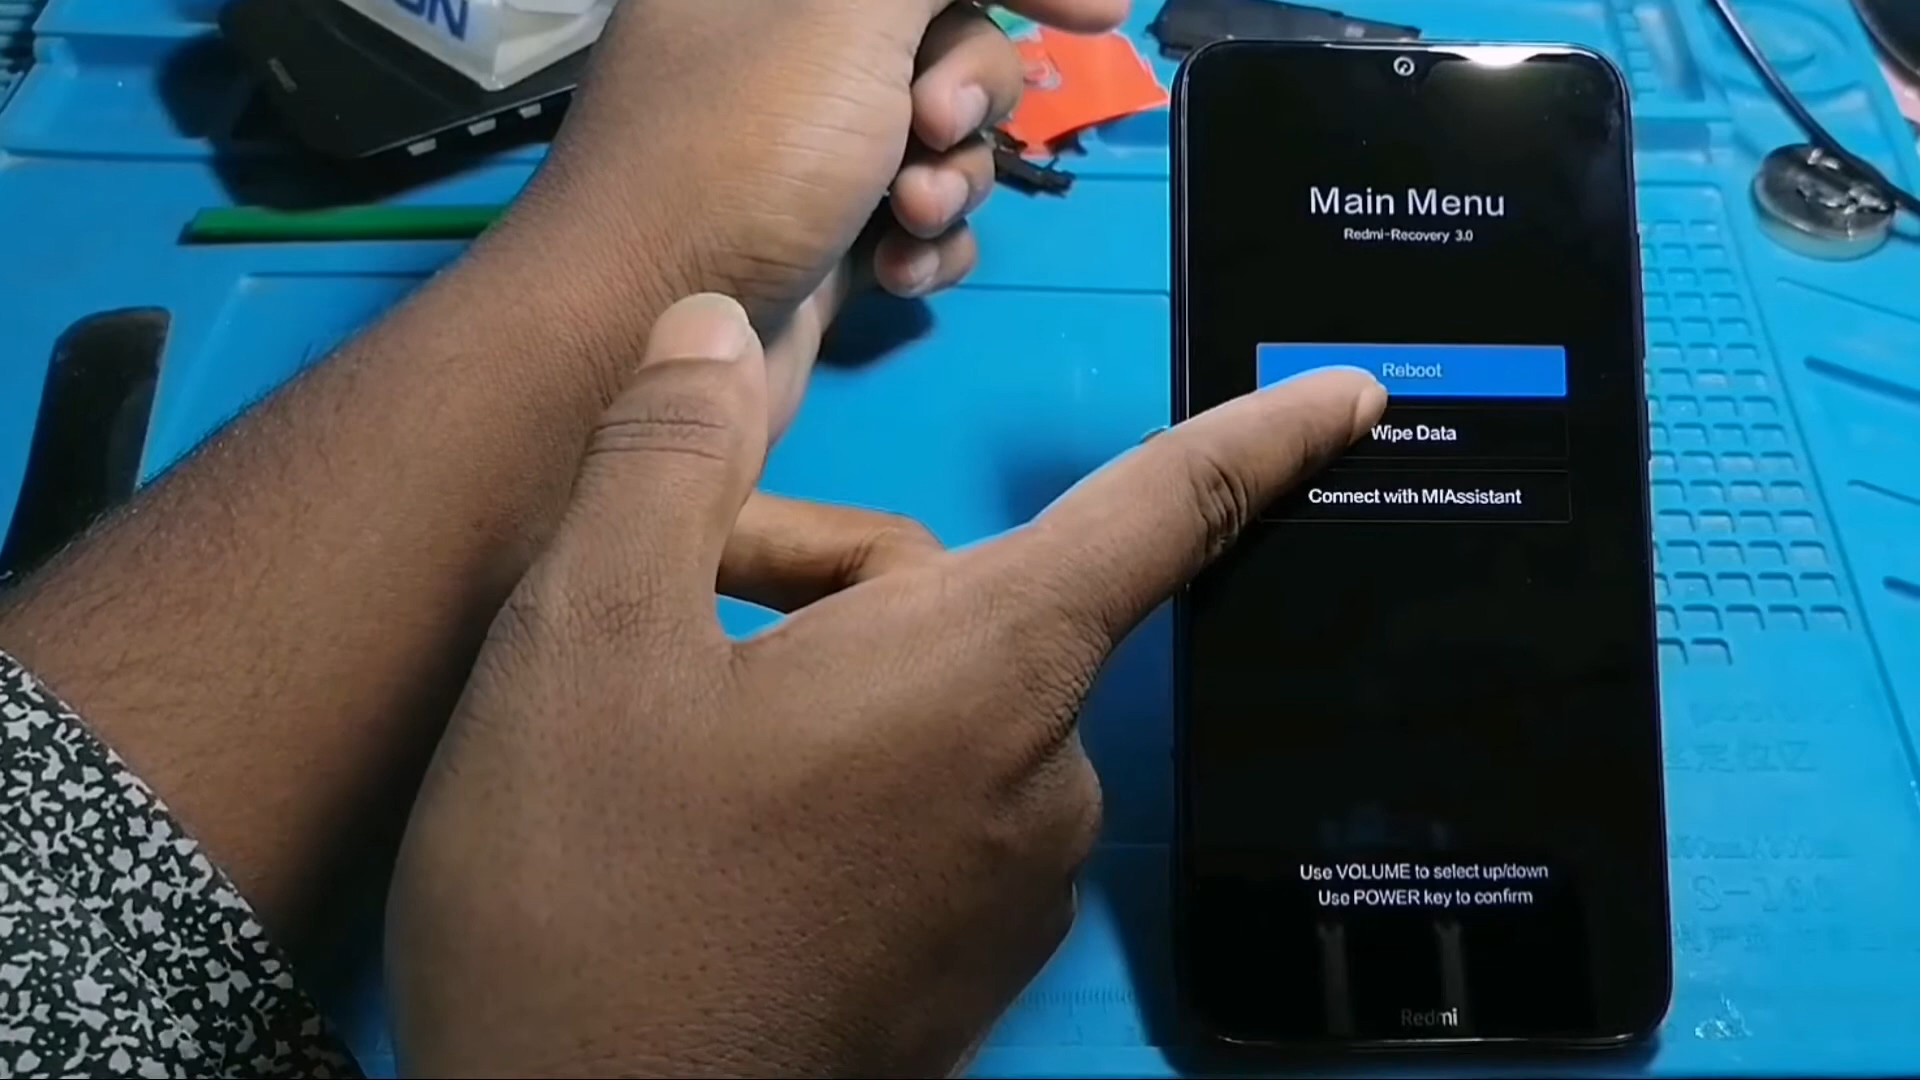 Main Menu
Redmi-Recovery 3.0
Reboot
Wipe Data
Connect with MIAssistant
Use VOLUME to select up/down
Use POWER key to confirm
Redmi